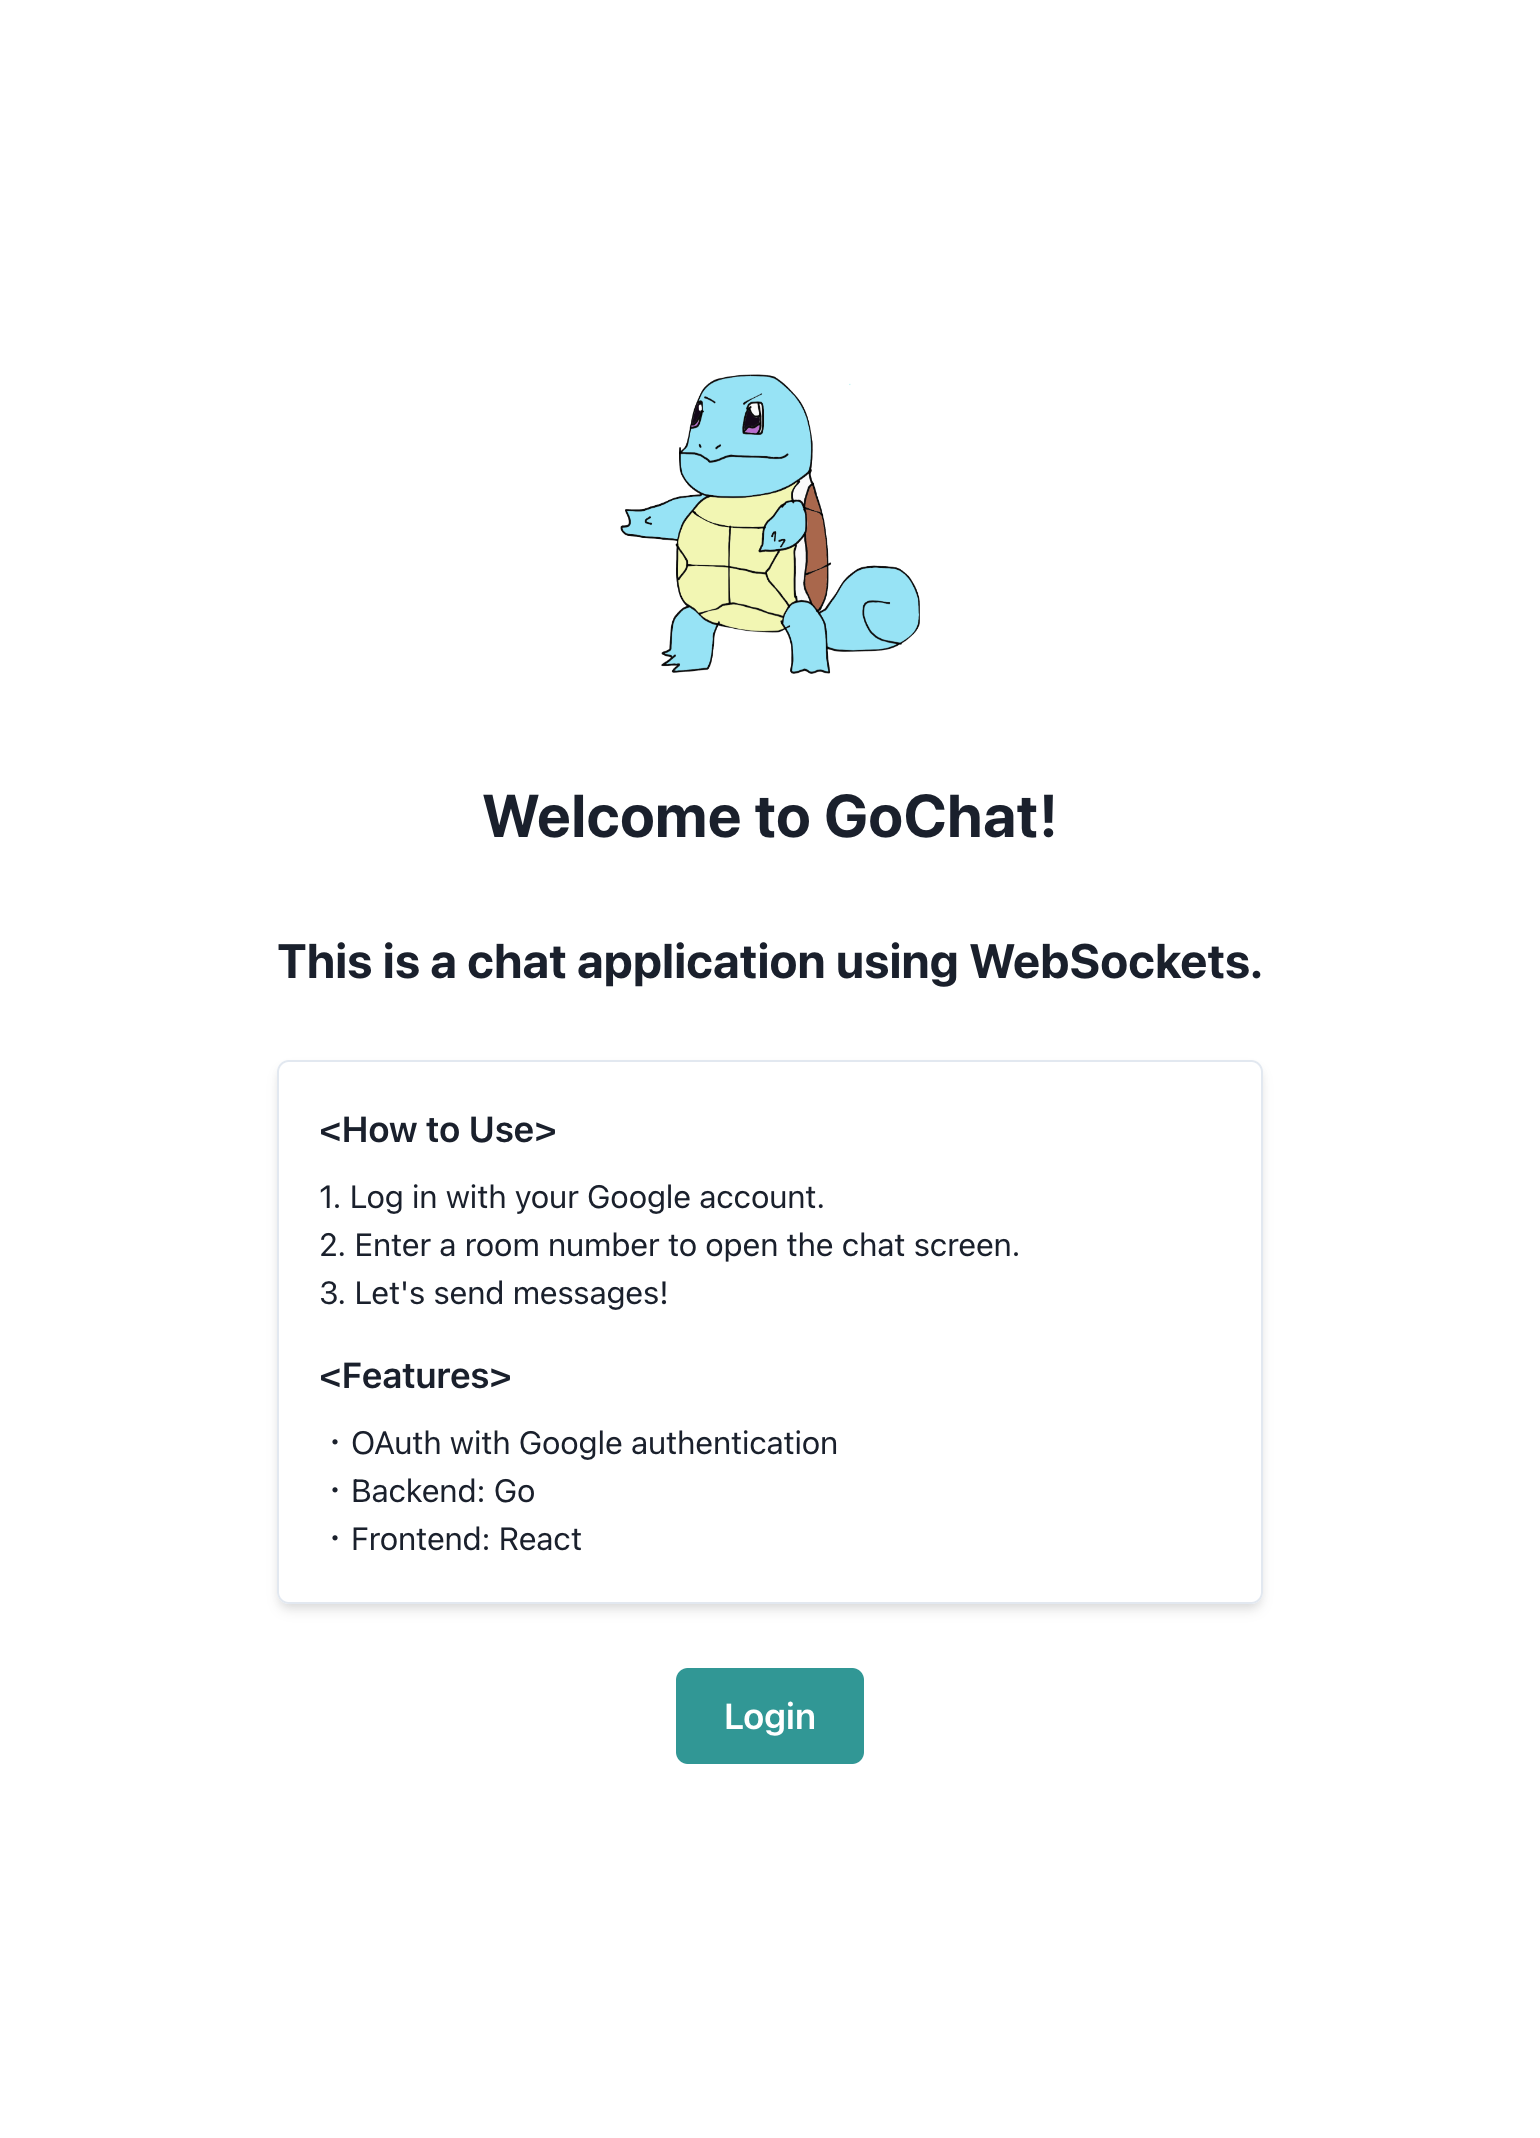 Welcome to GoChat!
This is a chat application using WebSockets.
<How to Use>
1. Log in with your Google account.
2. Enter a room number to open the chat screen.
3. Let's send messages!
<Features>
・OAuth with Google authentication
・Backend: Go
・Frontend: React
Login